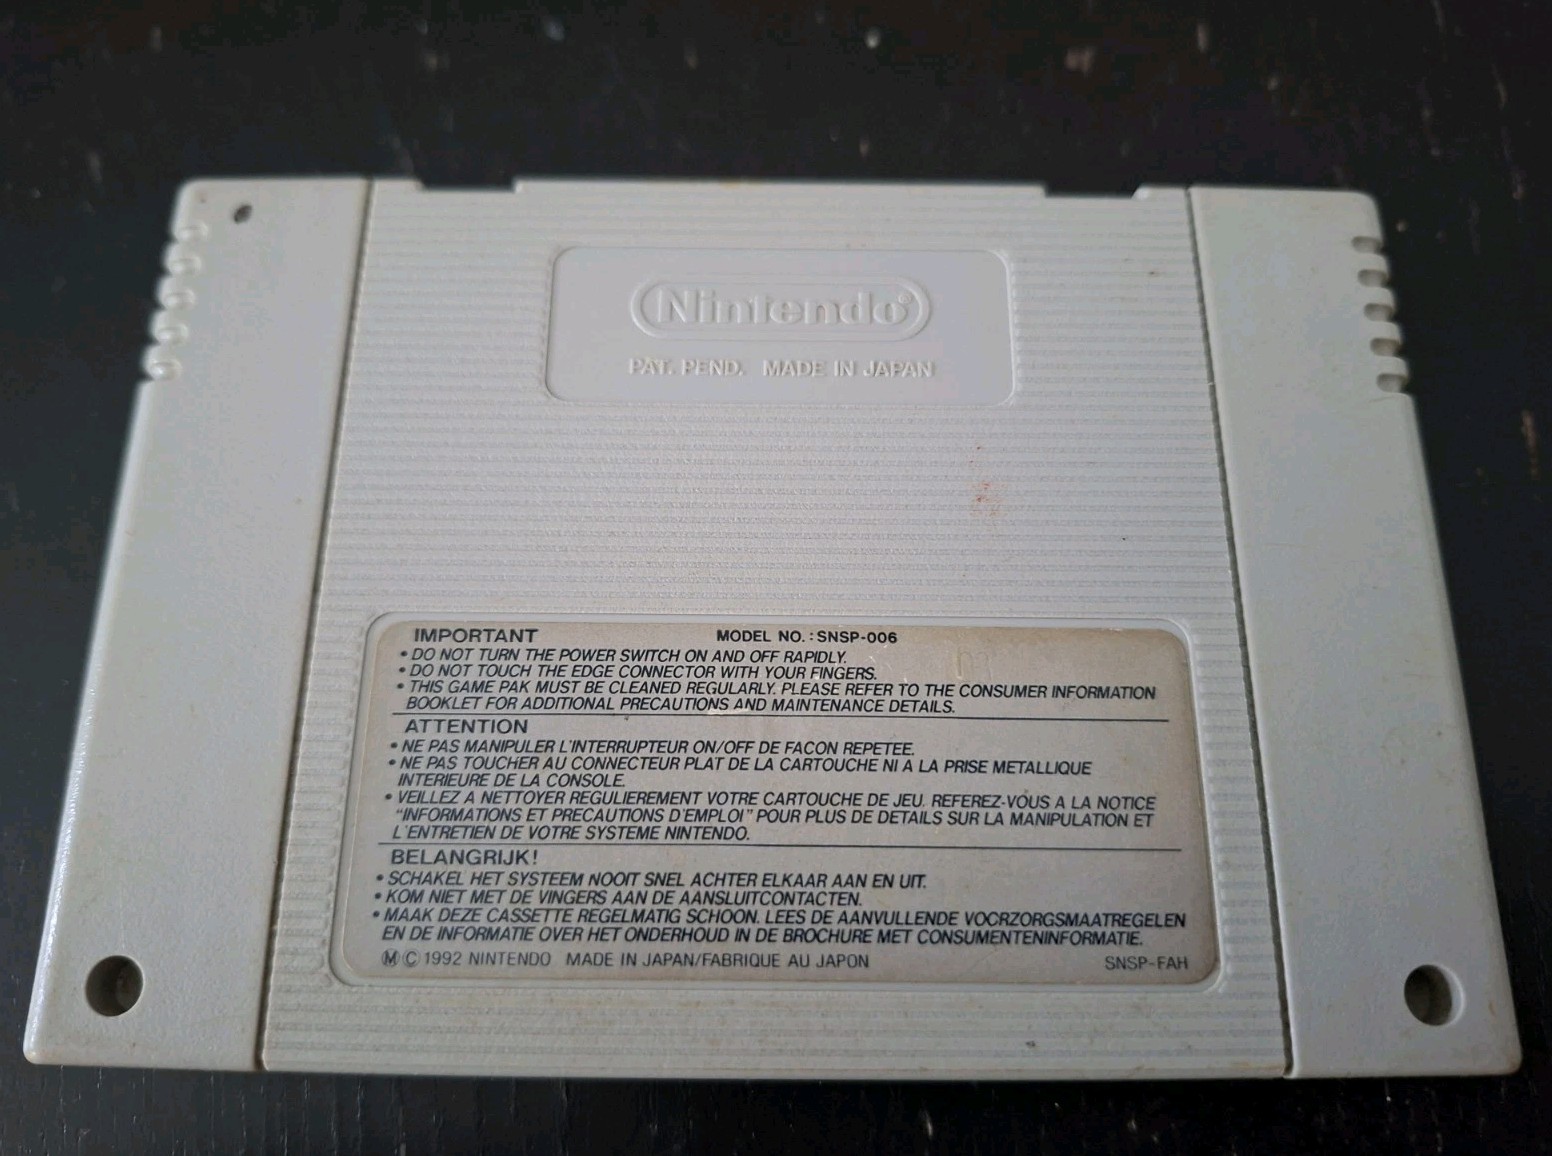 Nintendo®
PAT. PEND. MADE IN JAPAN
IMPORTANT MODEL NO. : SNSP-006
• DO NOT TURN THE POWER SWITCH ON AND OFF RAPIDLY.
• DO NOT TOUCH THE EDGE CONNECTOR WITH YOUR FINGERS.
• THIS GAME PAK MUST BE CLEANED REGULARLY. PLEASE REFER TO THE CONSUMER INFORMATION
BOOKLET FOR ADDITIONAL PRECAUTIONS AND MAINTENANCE DETAILS.
ATTENTION
• NE PAS MANIPULER L'INTERRUPTEUR ON/OFF DE FACON REPETEE.
• NE PAS TOUCHER AU CONNECTEUR PLAT DE LA CARTOUCHE NI A LA PRISE METALLIQUE
INTERIEURE DE LA CONSOLE.
• VEILLEZ A NETTOYER REGULIEREMENT VOTRE CARTOUCHE DE JEU. REFEREZ-VOUS A LA NOTICE
"INFORMATIONS ET PRECAUTIONS D'EMPLOI" POUR PLUS DE DETAILS SUR LA MANIPULATION ET
L'ENTRETIEN DE VOTRE SYSTEME NINTENDO.
BELANGRIJK!
• SCHAKEL HET SYSTEEM NOOIT SNEL ACHTER ELKAAR AAN EN UIT.
• KOM NIET MET DE VINGERS AAN DE AANSLUITCONTACTEN.
• MAAK DEZE CASSETTE REGELMATIG SCHOON. LEES DE AANVULLENDE VOCRZORGSMAATREGELEN
EN DE INFORMATIE OVER HET ONDERHOUD IN DE BROCHURE MET CONSUMENTENINFORMATIE.
Ⓜ © 1992 NINTENDO MADE IN JAPAN/FABRIQUE AU JAPON SNSP-FAH